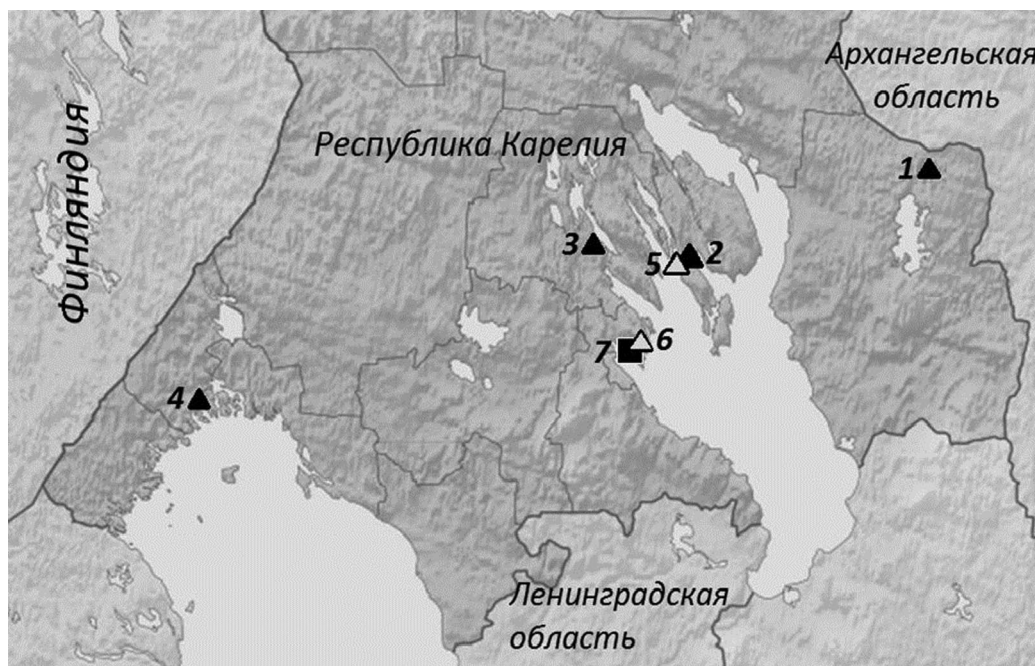 Архангельская
область
Финляндия
Республика Карелия
1
3
5
2
7
6
4
Ленинградская
область